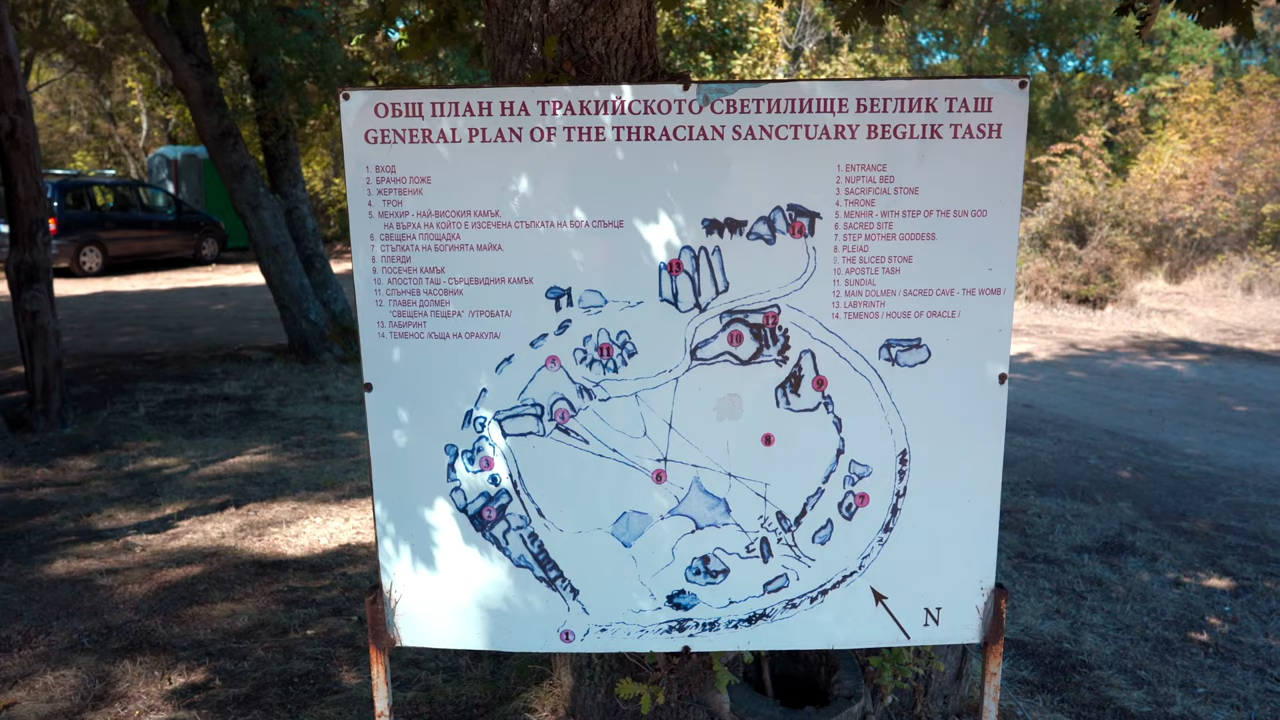 ОБЩ ПЛАН НА ТРАКИЙСКОТО СВЕТИЛИЩЕ БЕГЛИК ТАШ
GENERAL PLAN OF THE THRACIAN SANCTUARY BEGLIK TASH
1. ВХОД
2. БРАЧНО ЛОЖЕ
3. ЖЕРТВЕНИК
4. ТРОН
5. МЕНХИР - НАЙ-ВИСОКИЯ КАМЪК,
НА ВЪРХА НА КОЙТО Е ИЗСЕЧЕНА СТЪПКАТА НА БОГА СЛЪНЦЕ
6. СВЕЩЕНА ПЛОЩАДКА
7. СТЪПКАТА НА БОГИНЯТА МАЙКА.
8. ПЛЕЯДИ
9. ПОСЕЧЕН КАМЪК
10. АПОСТОЛ ТАШ - СЪРЦЕВИДНИЯ КАМЪК
11. СЛЪНЧЕВ ЧАСОВНИК
12. ГЛАВЕН ДОЛМЕН
"СВЕЩЕНА ПЕЩЕРА" /УТРОБАТА/
13. ЛАБИРИНТ
14. ТЕМЕНОС /КЪЩА НА ОРАКУЛА/
1. ENTRANCE
2. NUPTIAL BED
3. SACRIFICIAL STONE
4. THRONE
5. MENHIR - WITH STEP OF THE SUN GOD
6. SACRED SITE
7. STEP MOTHER GODDESS.
8. PLEIAD
9. THE SLICED STONE
10. APOSTLE TASH
11. SUNDIAL
12. MAIN DOLMEN / SACRED CAVE - THE WOMB /
13. LABYRINTH
14. TEMENOS / HOUSE OF ORACLE /
14
13
12
10
11
5
9
4
8
3
6
7
2
N
1